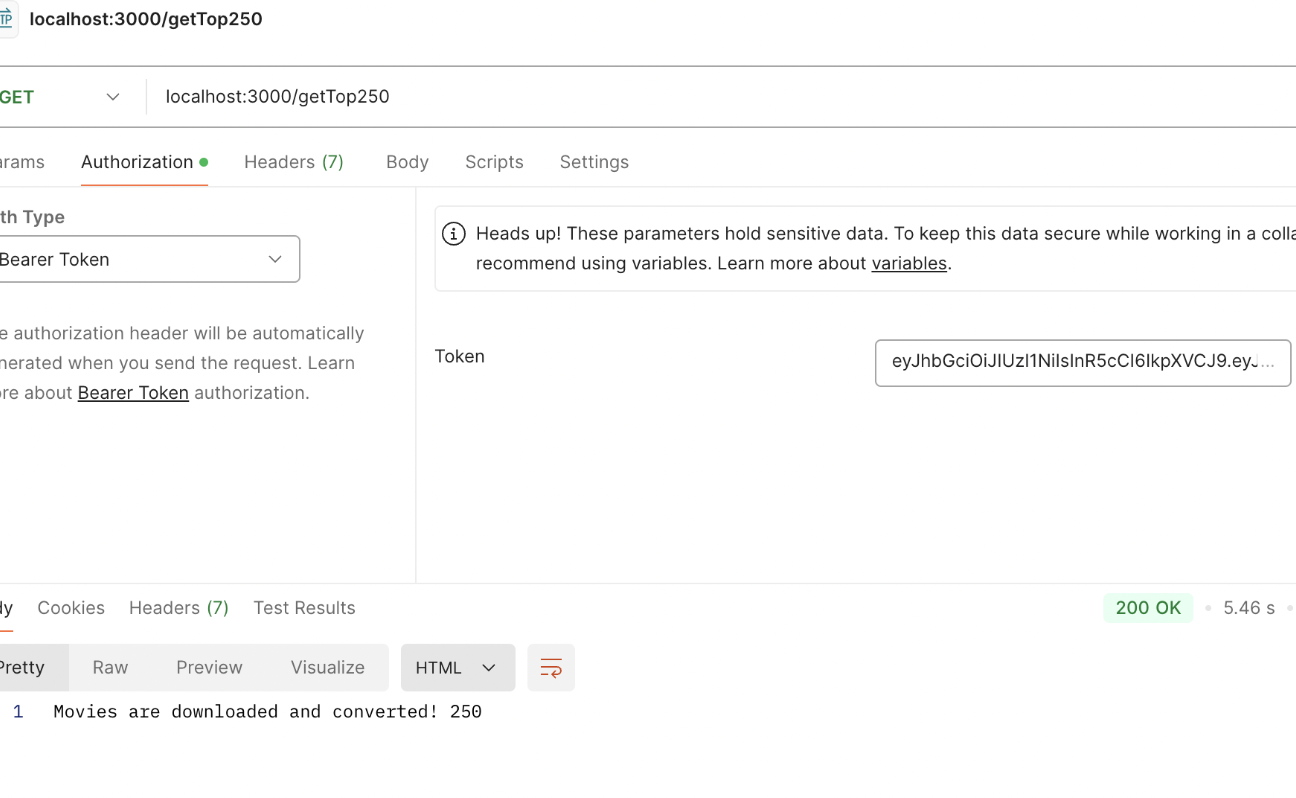 TP localhost:3000/getTop250
GET localhost:3000/getTop250
arams Authorization Headers (7) Body Scripts Settings
th Type
Bearer Token
e authorization header will be automatically
nerated when you send the request. Learn
ore about Bearer Token authorization.
Heads up! These parameters hold sensitive data. To keep this data secure while working in a colla
recommend using variables. Learn more about variables.
Token
eyJhbGciOiJIUzI1NiIsInR5cCI6IkpXVCJ9.eyJ...
dy Cookies Headers (7) Test Results 200 OK • 5.46 s •
Pretty Raw Preview Visualize HTML
1 Movies are downloaded and converted! 250